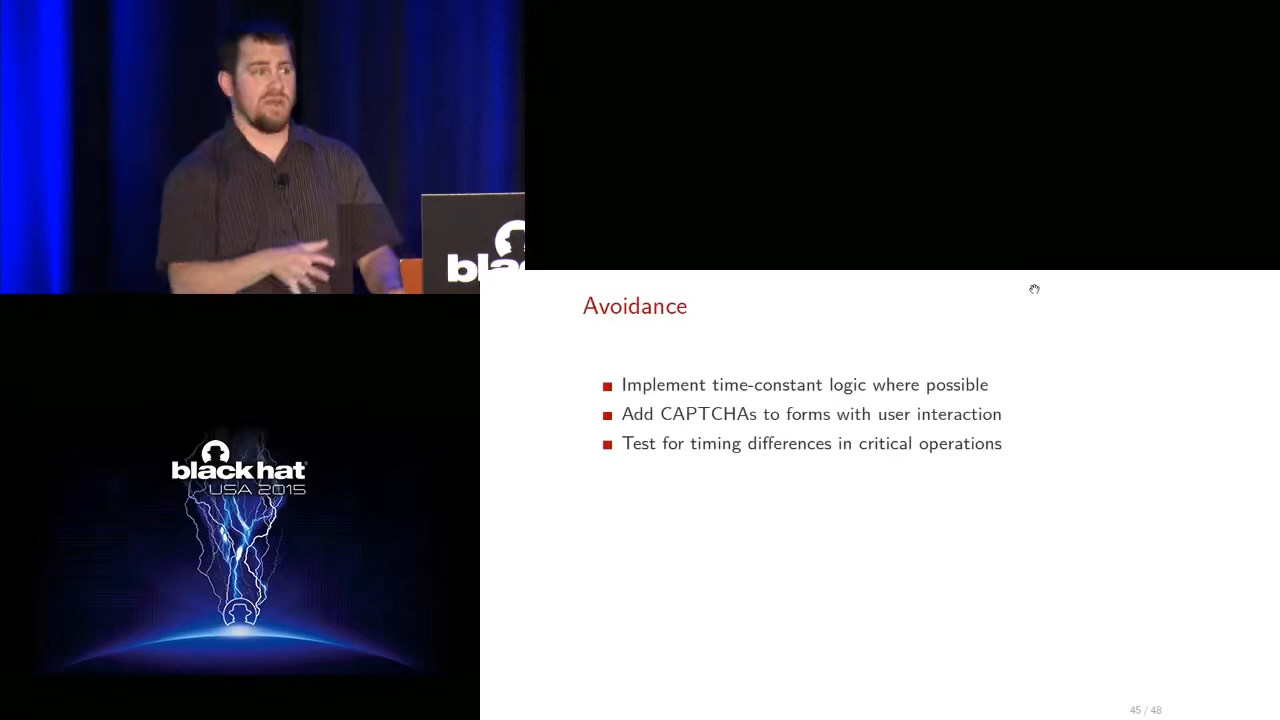 bla
Avoidance
Implement time-constant logic where possible
Add CAPTCHAs to forms with user interaction
Test for timing differences in critical operations
black hat
USA 2015
45 / 48